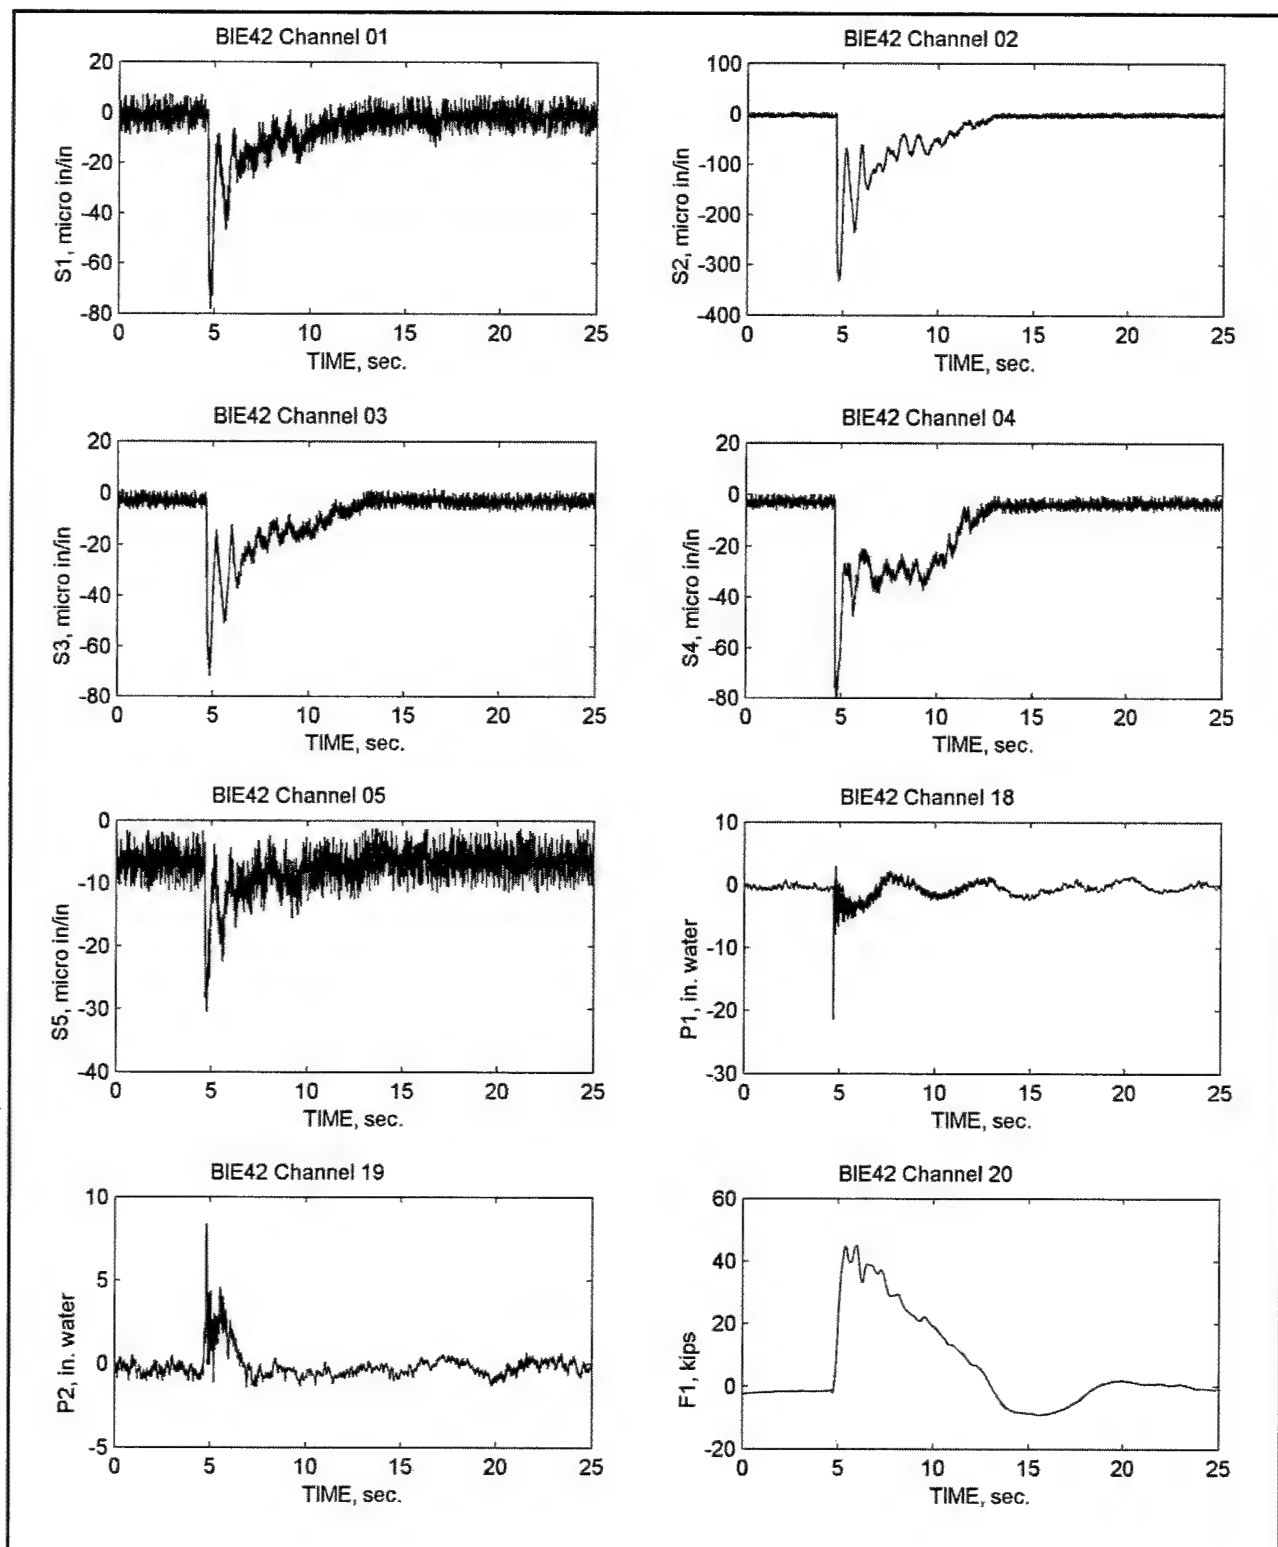 BIE42 Channel 01
20
0
-20
-40
-60
-80
S1, micro in/in
0 5 10 15 20 25
TIME, sec.
BIE42 Channel 02
100
0
-100
-200
-300
-400
S2, micro in/in
0 5 10 15 20 25
TIME, sec.
BIE42 Channel 03
20
0
-20
-40
-60
-80
S3, micro in/in
0 5 10 15 20 25
TIME, sec.
BIE42 Channel 04
20
0
-20
-40
-60
-80
S4, micro in/in
0 5 10 15 20 25
TIME, sec.
BIE42 Channel 05
0
-10
-20
-30
-40
S5, micro in/in
0 5 10 15 20 25
TIME, sec.
BIE42 Channel 18
10
0
-10
-20
-30
P1, in. water
0 5 10 15 20 25
TIME, sec.
BIE42 Channel 19
10
5
0
-5
P2, in. water
0 5 10 15 20 25
TIME, sec.
BIE42 Channel 20
60
40
20
0
-20
F1, kips
0 5 10 15 20 25
TIME, sec.